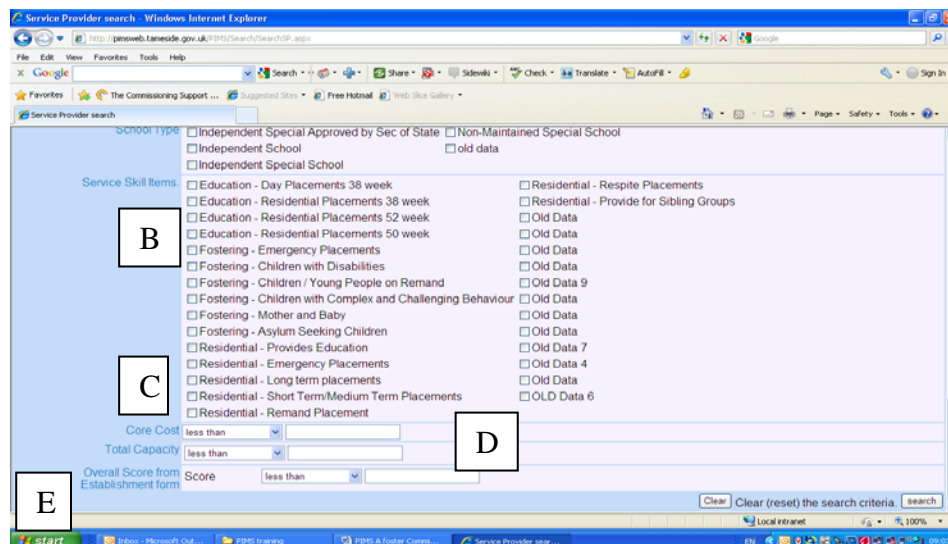 Service Provider search - Windows Internet Explorer
http://pimsweb.tameside.gov.uk/PIMS/Search/SearchSP.aspx
Google
File Edit View Favorites Tools Help
x Google Search Share Sidewiki Check Translate AutoFill Sign In
Favorites The Commissioning Support ... Suggested Sites Free Hotmail Web Slice Gallery
Service Provider search Page Safety Tools
School Type Independent Special Approved by Sec of State Non-Maintained Special School
Independent School old data
Independent Special School
Service Skill Items. Education - Day Placements 38 week Residential - Respite Placements
Education - Residential Placements 38 week Residential - Provide for Sibling Groups
Education - Residential Placements 52 week Old Data
B Education - Residential Placements 50 week Old Data
Fostering - Emergency Placements Old Data
Fostering - Children with Disabilities Old Data
Fostering - Children / Young People on Remand Old Data 9
Fostering - Children with Complex and Challenging Behaviour Old Data
Fostering - Mother and Baby Old Data
Fostering - Asylum Seeking Children Old Data
Residential - Provides Education Old Data 7
Residential - Emergency Placements Old Data 4
C Residential - Long term placements Old Data
Residential - Short Term/Medium Term Placements OLD Data 6
Residential - Remand Placement
Core Cost less than
D
Total Capacity less than
Overall Score from Establishment form Score less than
E
Clear Clear (reset) the search criteria. search
Local intranet 100%
start Inbox - Microsoft Out... PIMS training PIMS A foster Commi... Service Provider sear... EN